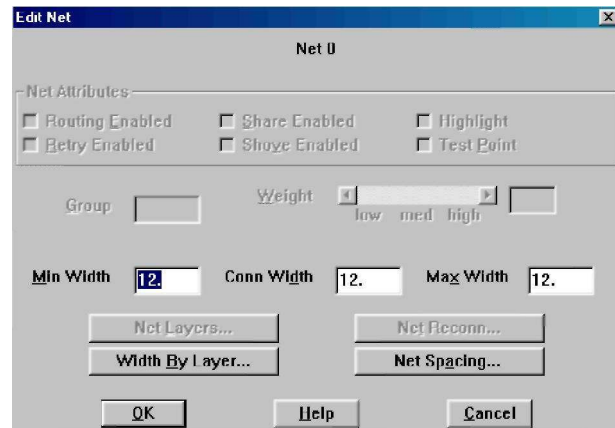 Edit Net
Net 0
Net Attributes
Routing Enabled Share Enabled Highlight
Retry Enabled Shove Enabled Test Point
Group Weight
low med high
Min Width 12. Conn Width 12. Max Width 12.
Net Layers... Net Reconn...
Width By Layer... Net Spacing...
OK Help Cancel